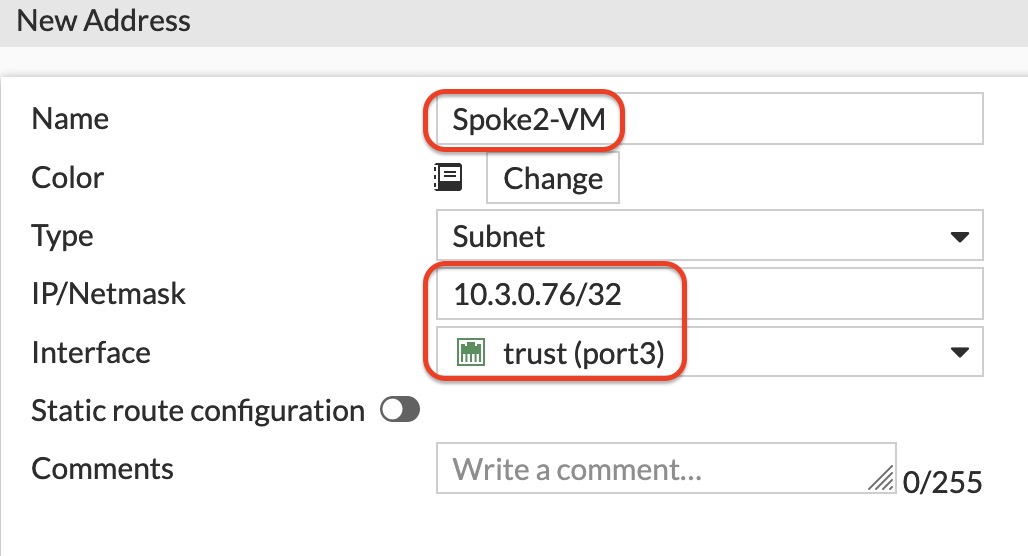 New Address
Name Spoke2-VM
Color Change
Type Subnet
IP/Netmask 10.3.0.76/32
Interface trust (port3)
Static route configuration
Comments Write a comment... 0/255